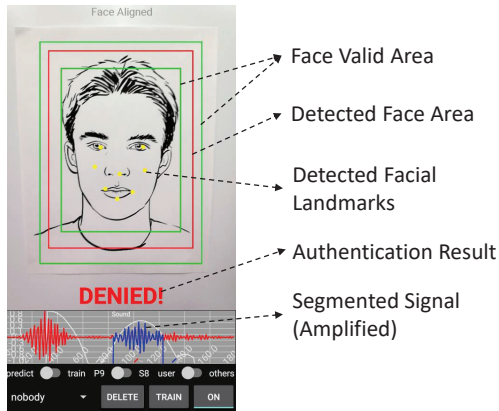 Face Aligned
Face Valid Area
Detected Face Area
Detected Facial
Landmarks
DENIED!
Authentication Result
Segmented Signal
(Amplified)
Sound
predict train P9 S8 user others
nobody DELETE TRAIN ON